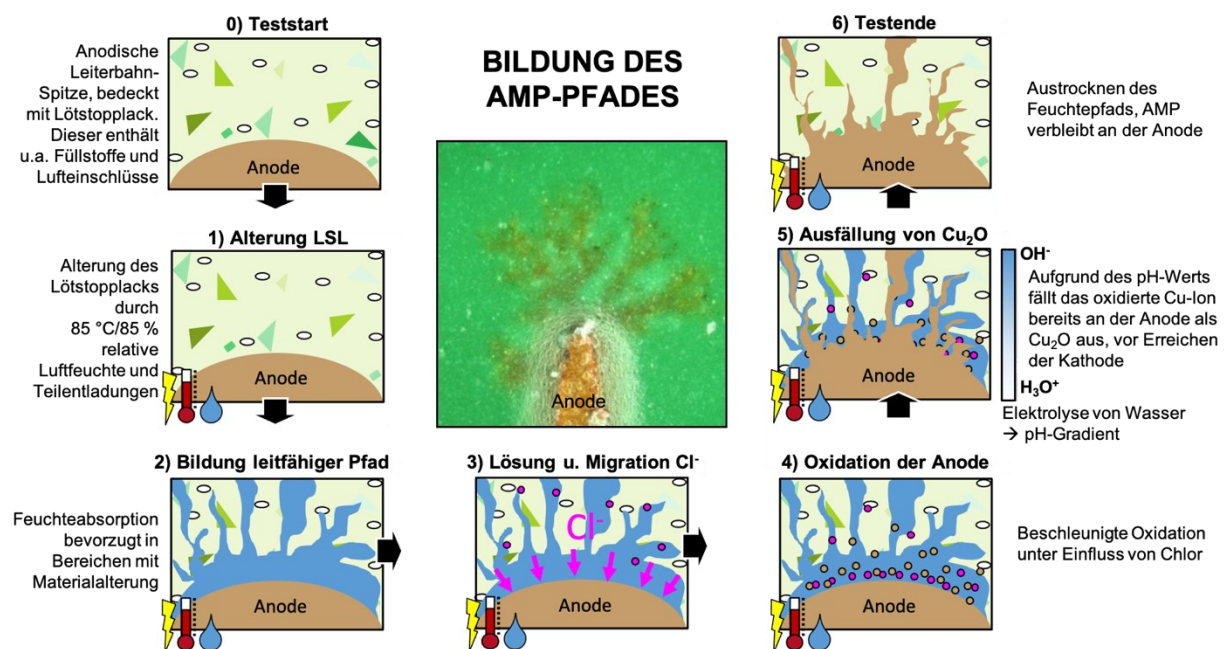 0) Teststart
Anodische
Leiterbahn-
Spitze, bedeckt
mit Lötstopplack.
Dieser enthält
u.a. Füllstoffe und
Lufteinschlüsse
Anode
BILDUNG DES
AMP-PFADES
Anode
6) Testende
Austrocknen des
Feuchtepfads, AMP
verbleibt an der Anode
Anode
1) Alterung LSL
Alterung des
Lötstopplacks
durch
85 °C/85 %
relative
Luftfeuchte und
Teilentladungen
Anode
5) Ausfällung von Cu₂O
OH⁻
Aufgrund des pH-Werts
fällt das oxidierte Cu-Ion
bereits an der Anode als
Cu₂O aus, vor Erreichen
der Kathode
H₃O⁺
Elektrolyse von Wasser
→ pH-Gradient
Anode
2) Bildung leitfähiger Pfad
Feuchteabsorption
bevorzugt in
Bereichen mit
Materialalterung
Anode
3) Lösung u. Migration Cl⁻
Cl⁻
Anode
4) Oxidation der Anode
Beschleunigte Oxidation
unter Einfluss von Chlor
Anode